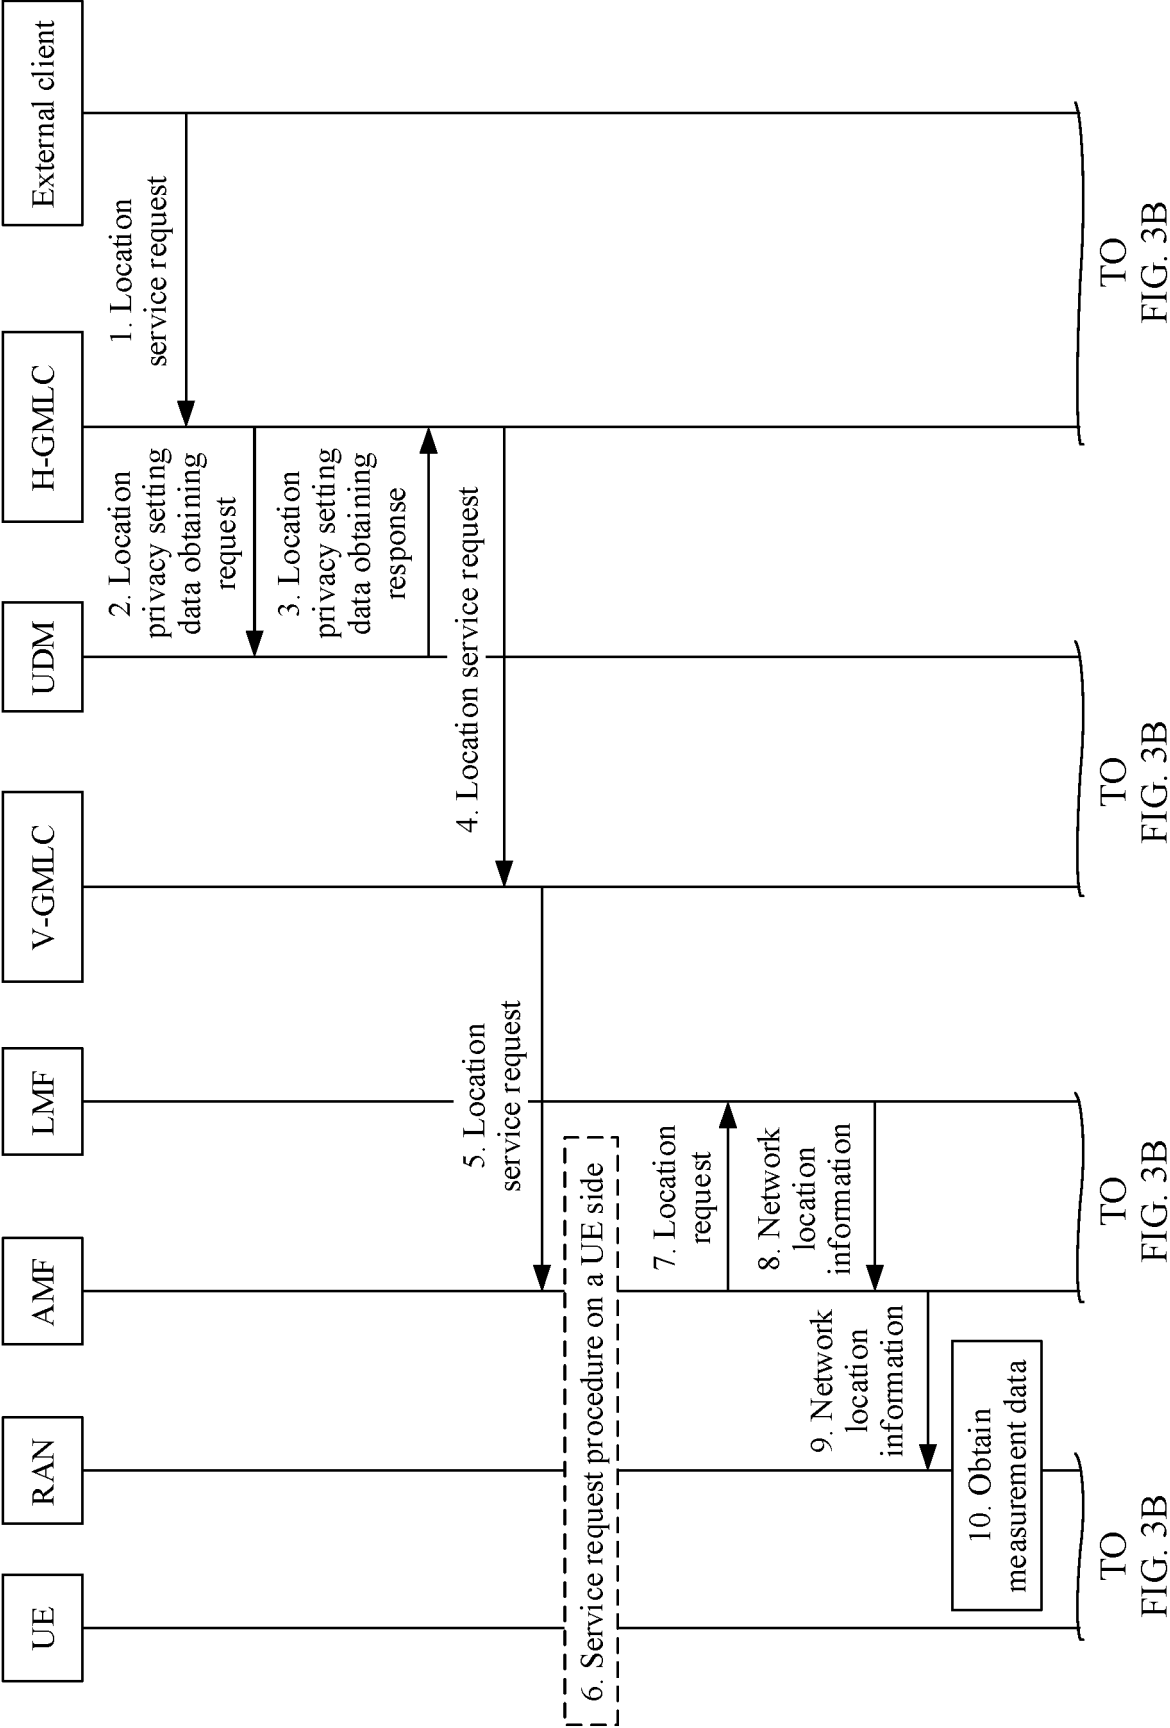 UE
RAN
AMF
LMF
V-GMLC
UDM
H-GMLC
External client
1. Location
service request
2. Location
privacy setting
data obtaining
request
3. Location
privacy setting
data obtaining
response
4. Location service request
5. Location
service request
6. Service request procedure on a UE side
7. Location
request
8. Network
location
information
9. Network
location
information
10. Obtain
measurement data
TO
FIG. 3B
TO
FIG. 3B
TO
FIG. 3B
TO
FIG. 3B